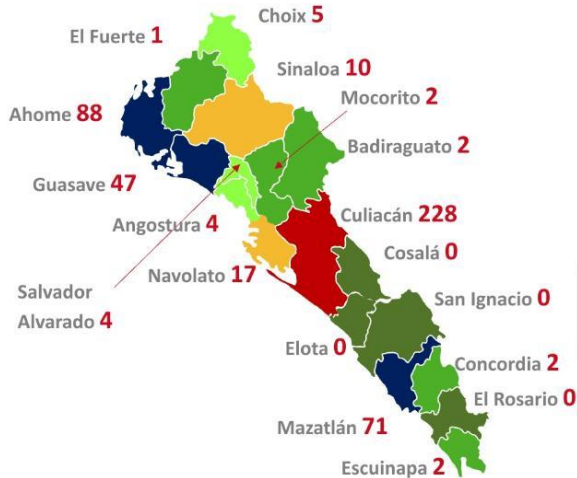 Choix 5
El Fuerte 1
Sinaloa 10
Mocorito 2
Ahome 88
Badiraguato 2
Guasave 47
Angostura 4
Culiacán 228
Cosalá 0
Navolato 17
Salvador
Alvarado 4
San Ignacio 0
Elota 0
Concordia 2
El Rosario 0
Mazatlán 71
Escuinapa 2